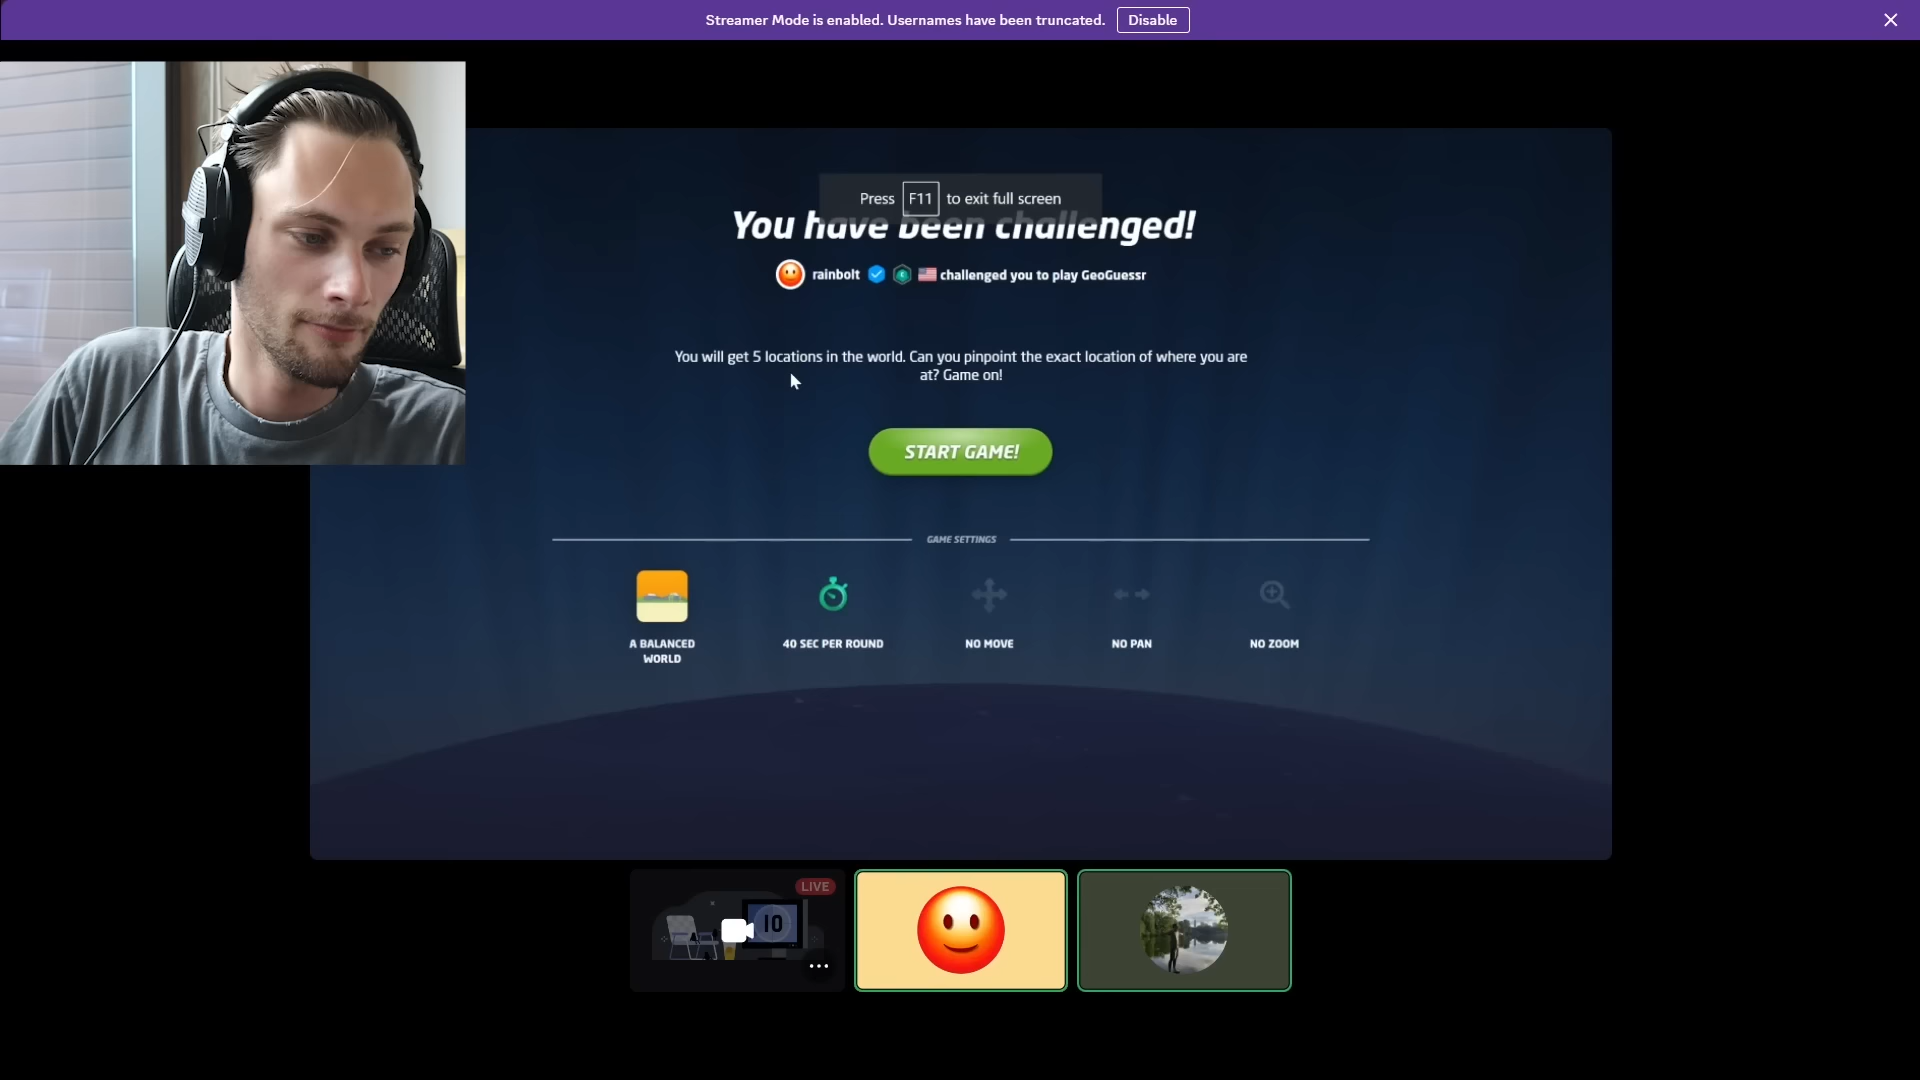 Streamer Mode is enabled. Usernames have been truncated.
Disable
Press F11 to exit full screen
You have been challenged!
rainbolt challenged you to play GeoGuessr
You will get 5 locations in the world. Can you pinpoint the exact location of where you are
at? Game on!
START GAME!
GAME SETTINGS
A BALANCED
WORLD
40 SEC PER ROUND
NO MOVE
NO PAN
NO ZOOM
LIVE
10